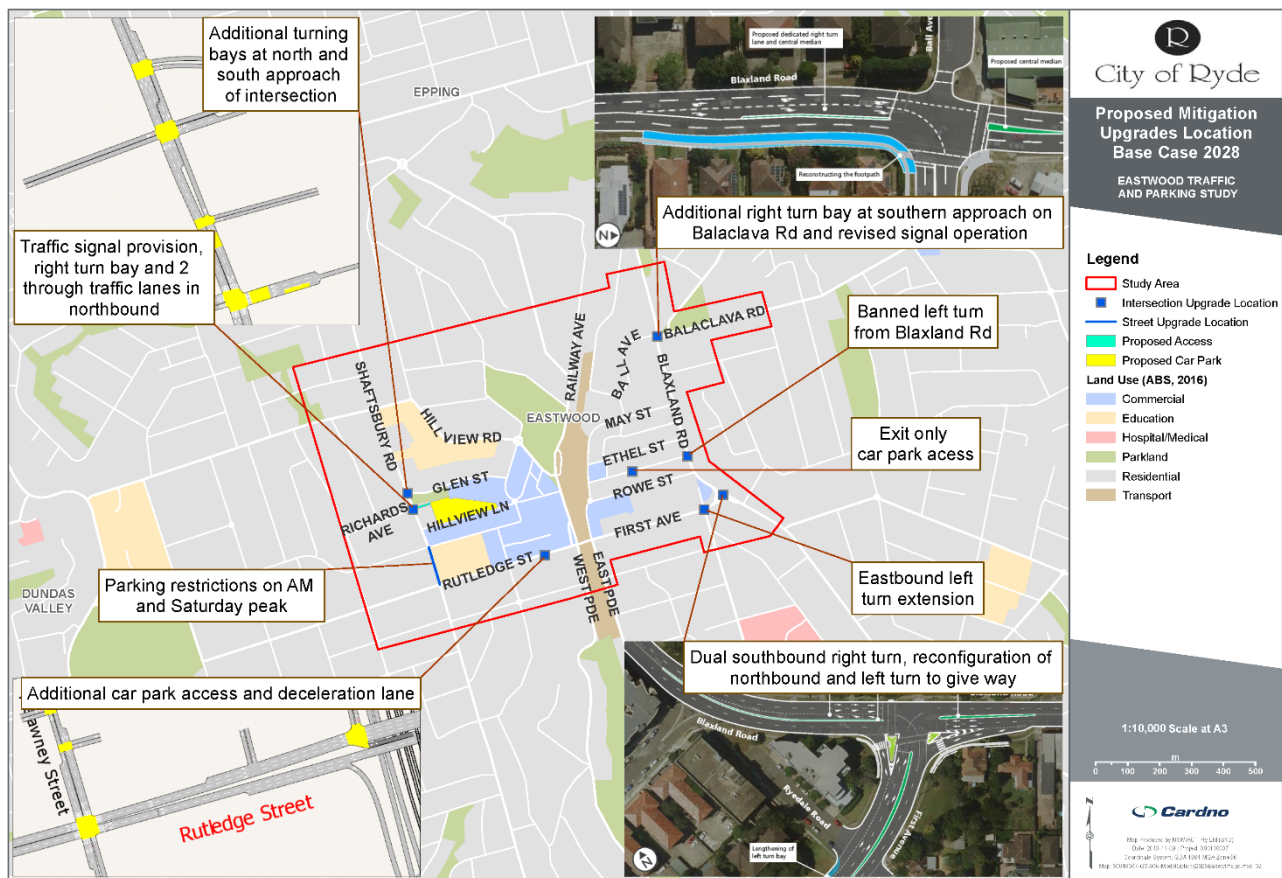 Additional turning
bays at north and
south approach
of intersection
Traffic signal provision,
right turn bay and 2
through traffic lanes in
northbound
Parking restrictions on AM
and Saturday peak
Additional car park access and deceleration lane
Rutledge Street
EPPING
Proposed dedicated right turn
lane and central median
Ball Ave
Proposed central median
Blaxland Road
Reconstructing the footpath
N
Additional right turn bay at southern approach on
Balaclava Rd and revised signal operation
Banned left turn
from Blaxland Rd
Exit only
car park acess
Eastbound left
turn extension
Dual southbound right turn, reconfiguration of
northbound and left turn to give way
SHAFTSBURY RD
HILL VIEW RD
RAILWAY AVE
EASTWOOD
BALL AVE
BALACLAVA RD
BLAXLAND RD
MAY ST
ETHEL ST
ROWE ST
FIRST AVE
GLEN ST
HILLVIEW LN
RICHARDS AVE
RUTLEDGE ST
WEST PDE
EAST PDE
DUNDAS
VALLEY
Blaxland Road
Ryedale Road
First Avenue
Lengthening of
left turn bay
N
R
City of Ryde
Proposed Mitigation
Upgrades Location
Base Case 2028
EASTWOOD TRAFFIC
AND PARKING STUDY
Legend
Study Area
Intersection Upgrade Location
Street Upgrade Location
Proposed Access
Proposed Car Park
Land Use (ABS, 2016)
Commercial
Education
Hospital/Medical
Parkland
Residential
Transport
1:10,000 Scale at A3
m
0 100 200 300 400 500
N
Cardno